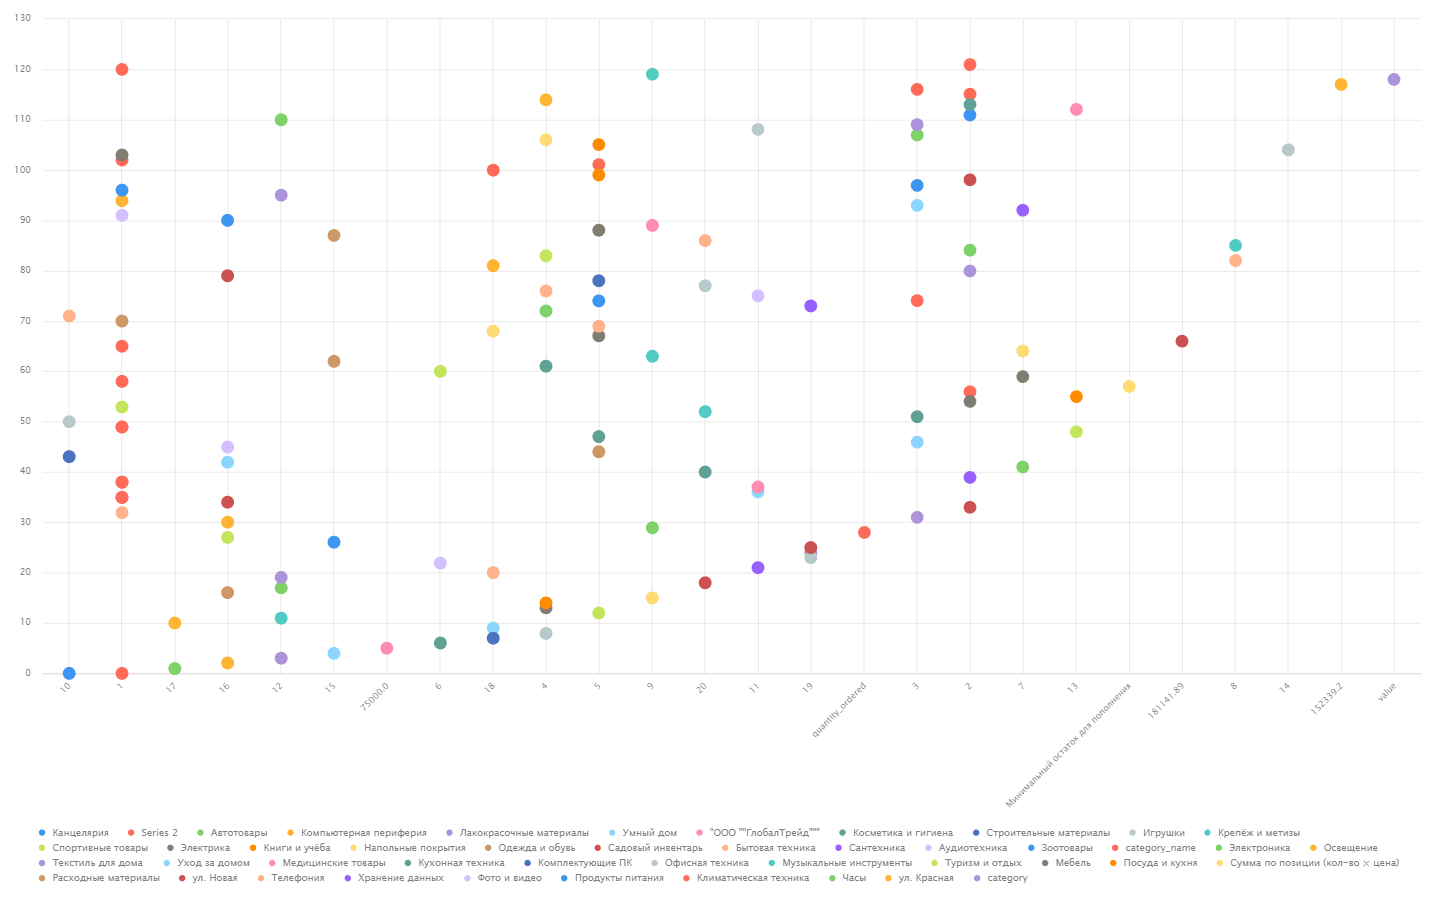 130
120
110
100
90
80
70
60
50
40
30
20
10
0
10 1 17 16 12 15 75000.0 6 18 4 5 9 20 11 19 quantity_ordered 3 2 7 13 Минимальный остаток для пополнения 181141.89 8 14 152339.2 value
Канцелярия Series 2 Автотовары Компьютерная периферия Лакокрасочные материалы Умный дом "ООО ""ГлобалТрейд""" Косметика и гигиена Строительные материалы Игрушки Крепёж и метизы
Спортивные товары Электрика Книги и учёба Напольные покрытия Одежда и обувь Садовый инвентарь Бытовая техника Сантехника Аудиотехника Зоотовары category_name Электроника Освещение
Текстиль для дома Уход за домом Медицинские товары Кухонная техника Комплектующие ПК Офисная техника Музыкальные инструменты Туризм и отдых Мебель Посуда и кухня Сумма по позиции (кол-во × цена)
Расходные материалы ул. Новая Телефония Хранение данных Фото и видео Продукты питания Климатическая техника Часы ул. Красная category